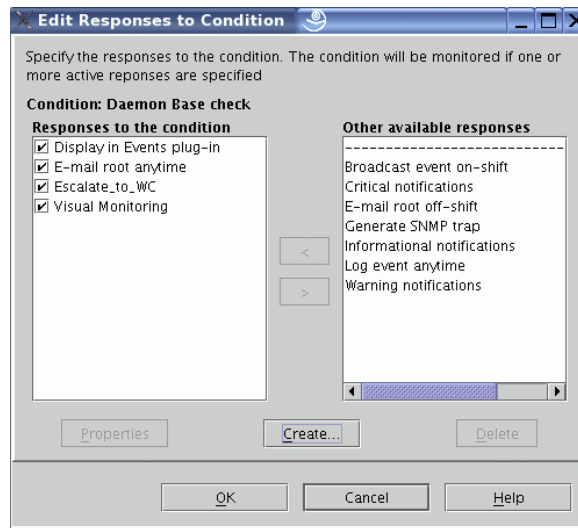 Edit Responses to Condition
Specify the responses to the condition. The condition will be monitored if one or
more active reponses are specified
Condition: Daemon Base check
Responses to the condition
Display in Events plug-in
E-mail root anytime
Escalate_to_WC
Visual Monitoring
<
>
Other available responses
---------------------------
Broadcast event on-shift
Critical notifications
E-mail root off-shift
Generate SNMP trap
Informational notifications
Log event anytime
Warning notifications
Properties
Create...
Delete
OK
Cancel
Help